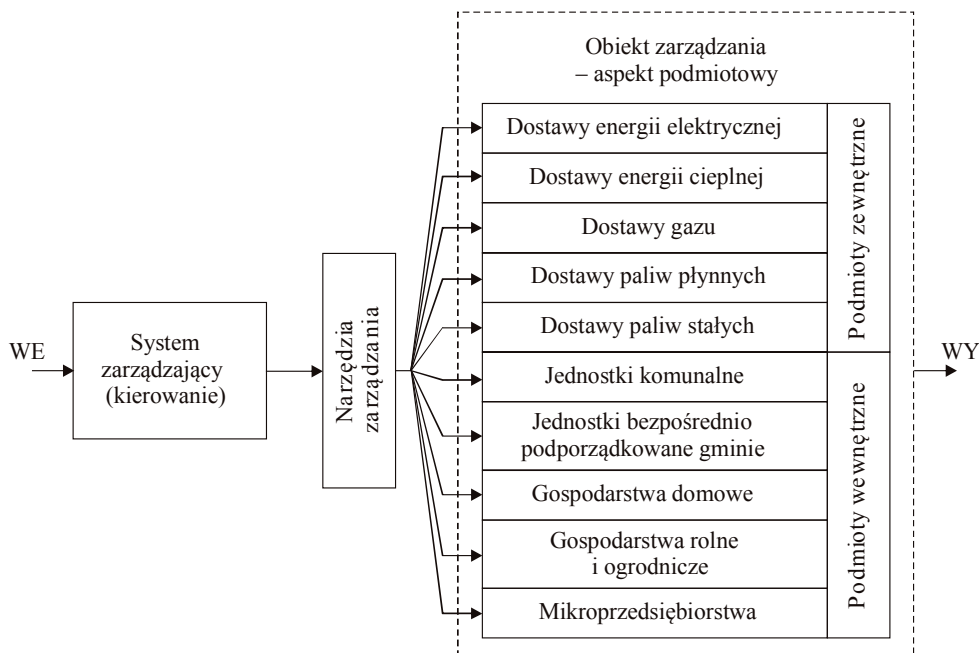 Obiekt zarządzania
– aspekt podmiotowy
Dostawy energii elektrycznej
Dostawy energii cieplnej
Dostawy gazu
Dostawy paliw płynnych
Dostawy paliw stałych
Podmioty zewnętrzne
WE
System
zarządzający
(kierowanie)
Narzędzia
zarządzania
Jednostki komunalne
Jednostki bezpośrednio
podporządkowane gminie
Gospodarstwa domowe
Gospodarstwa rolne
i ogrodnicze
Mikroprzedsiębiorstwa
Podmioty wewnętrzne
WY